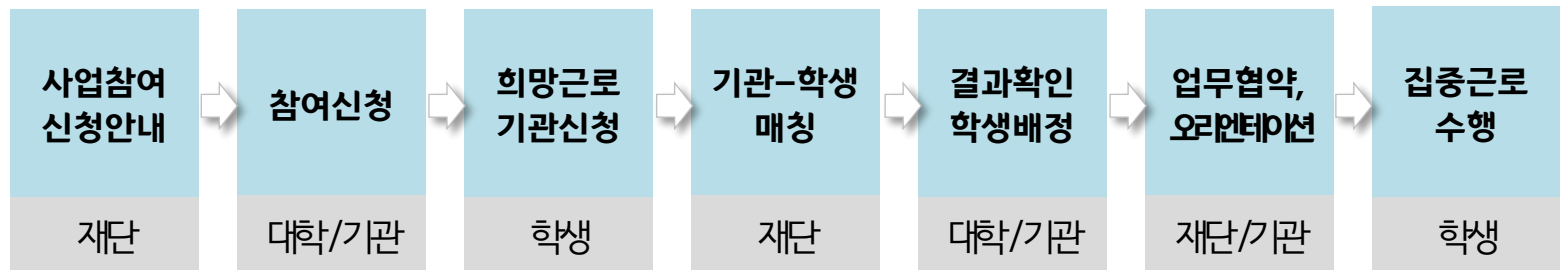 사업참여
신청안내
재단
참여신청
대학/기관
희망근로
기관신청
학생
기관-학생
매칭
재단
결과확인
학생배정
대학/기관
업무협약,
오리엔테이션
재단/기관
집중근로
수행
학생